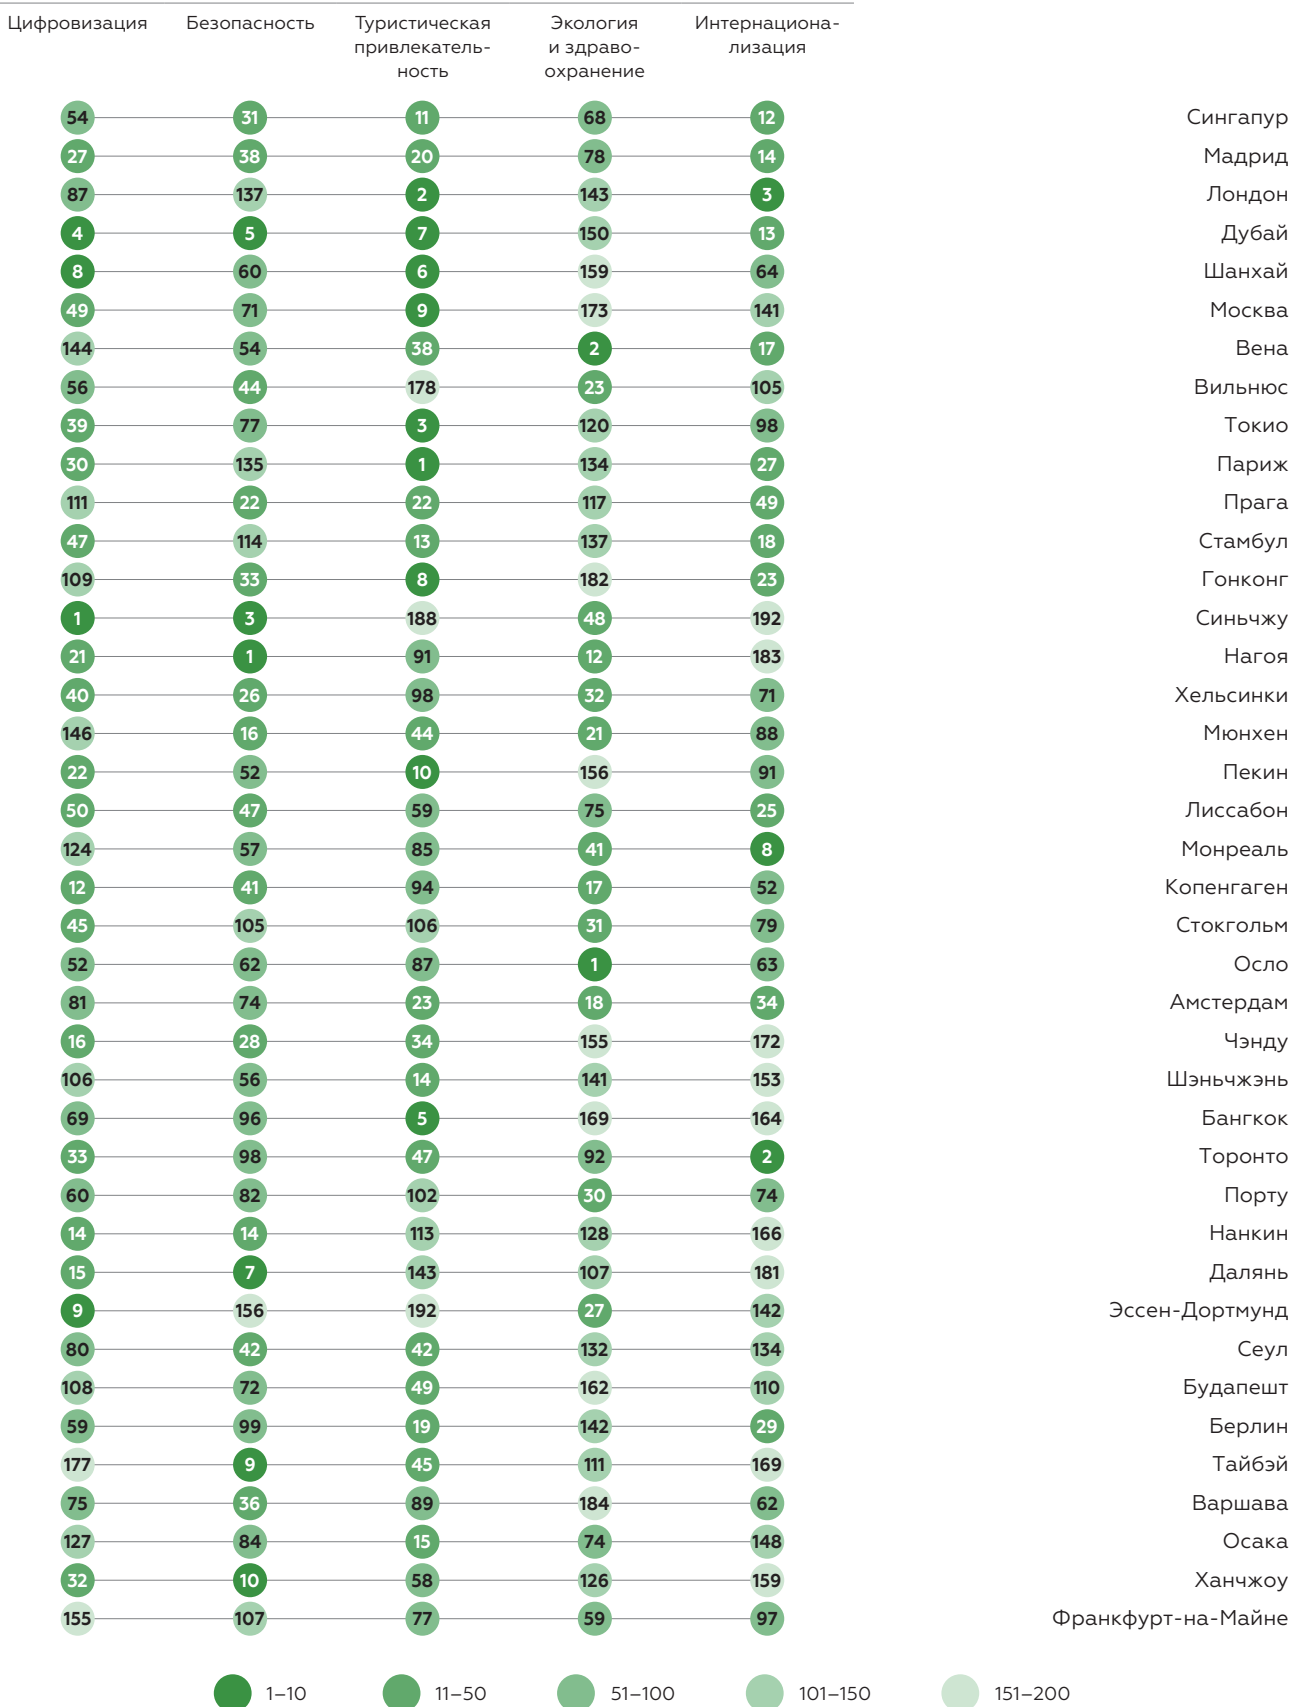 Цифровизация Безопасность Туристическая Экология Интернациона-
привлекатель- и здраво- лизация
ность охранение
54 31 11 68 12 Сингапур
27 38 20 78 14 Мадрид
87 137 2 143 3 Лондон
4 5 7 150 13 Дубай
8 60 6 159 64 Шанхай
49 71 9 173 141 Москва
144 54 38 2 17 Вена
56 44 178 23 105 Вильнюс
39 77 3 120 98 Токио
30 135 1 134 27 Париж
111 22 22 117 49 Прага
47 114 13 137 18 Стамбул
109 33 8 182 23 Гонконг
1 3 188 48 192 Синьчжу
21 1 91 12 183 Нагоя
40 26 98 32 71 Хельсинки
146 16 44 21 88 Мюнхен
22 52 10 156 91 Пекин
50 47 59 75 25 Лиссабон
124 57 85 41 8 Монреаль
12 41 94 17 52 Копенгаген
45 105 106 31 79 Стокгольм
52 62 87 1 63 Осло
81 74 23 18 34 Амстердам
16 28 34 155 172 Чэнду
106 56 14 141 153 Шэньчжэнь
69 96 5 169 164 Бангкок
33 98 47 92 2 Торонто
60 82 102 30 74 Порту
14 14 113 128 166 Нанкин
15 7 143 107 181 Далянь
9 156 192 27 142 Эссен-Дортмунд
80 42 42 132 134 Сеул
108 72 49 162 110 Будапешт
59 99 19 142 29 Берлин
177 9 45 111 169 Тайбэй
75 36 89 184 62 Варшава
127 84 15 74 148 Осака
32 10 58 126 159 Ханчжоу
155 107 77 59 97 Франкфурт-на-Майне
1–10 11–50 51–100 101–150 151–200